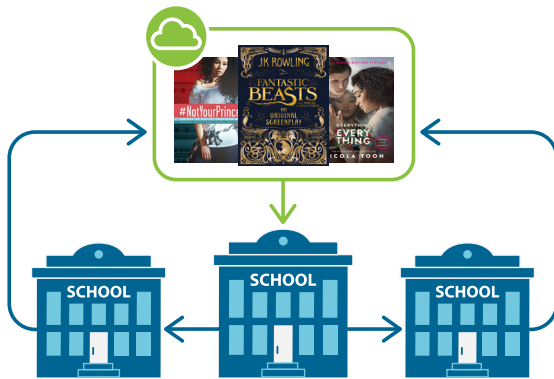 #NotYourPrince
J.K. ROWLING
FANTASTIC
BEASTS
THE
ORIGINAL
SCREENPLAY
EVERYTHING
EVERY
THING
ICOLA YOON
SCHOOL
SCHOOL
SCHOOL